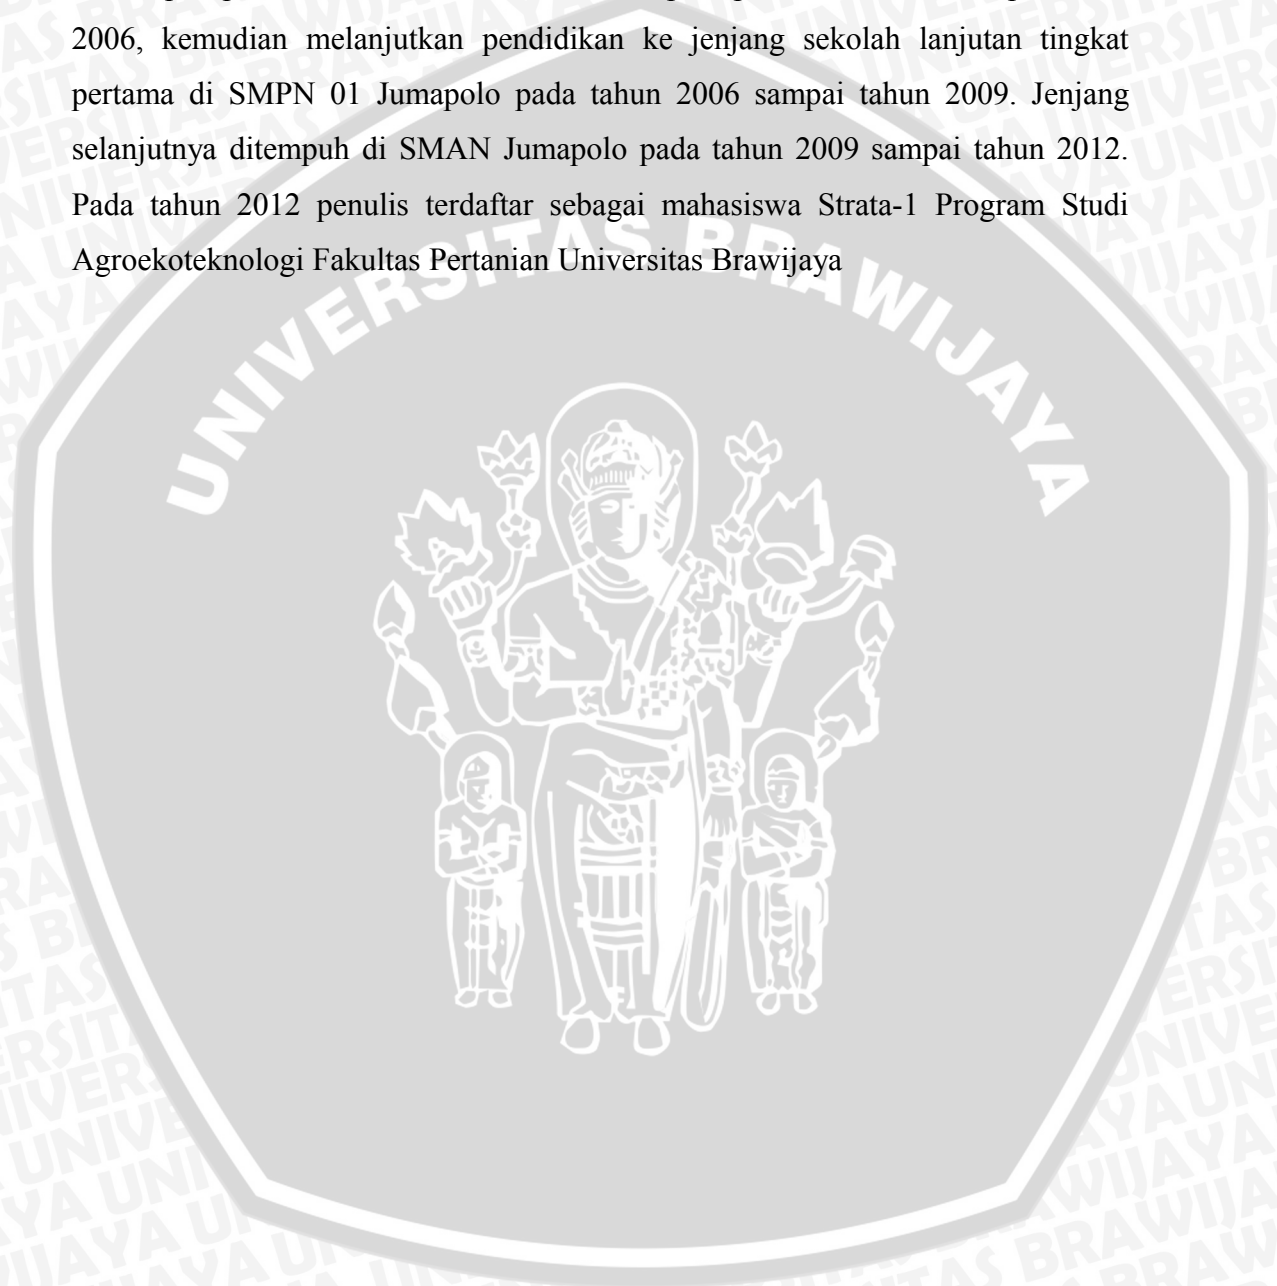 2006, kemudian melanjutkan pendidikan ke jenjang sekolah lanjutan tingkat
pertama di SMPN 01 Jumapolo pada tahun 2006 sampai tahun 2009. Jenjang
selanjutnya ditempuh di SMAN Jumapolo pada tahun 2009 sampai tahun 2012.
Pada tahun 2012 penulis terdaftar sebagai mahasiswa Strata-1 Program Studi
Agroekoteknologi Fakultas Pertanian Universitas Brawijaya
UNIVERSITAS BRAWIJAYA